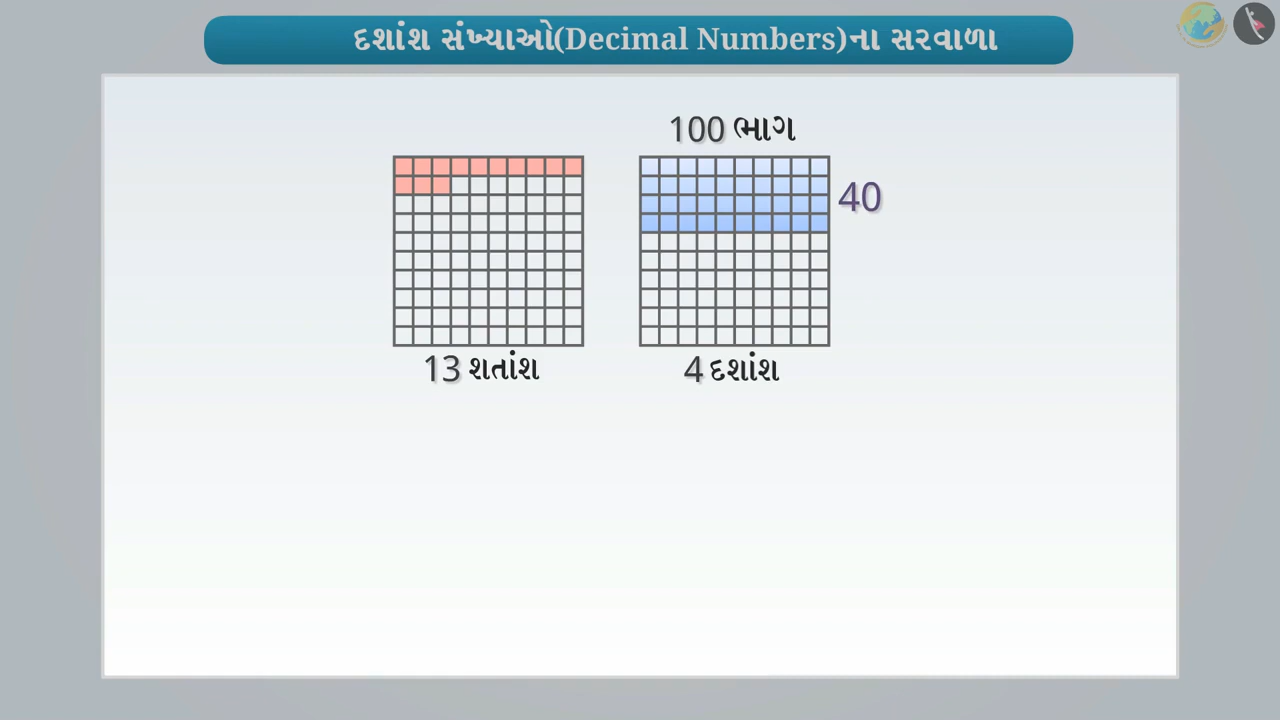 દશાંશ સંખ્યાઓ(Decimal Numbers)ના સરવાળા
100 ભાગ
40
13 શતાંશ
4 દશાંશ